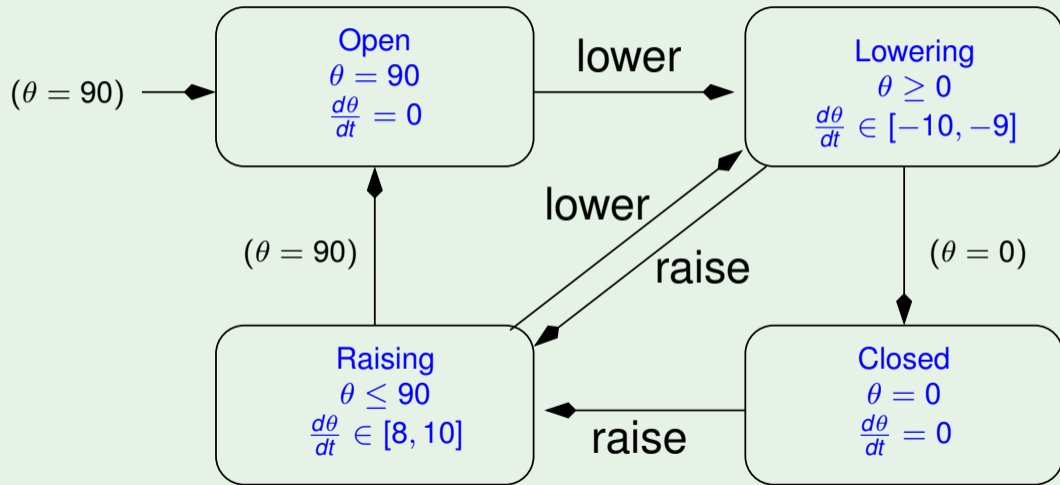 Open
θ = 90
dθ/dt = 0
lower
Lowering
θ ≥ 0
dθ/dt ∈ [−10, −9]
(θ = 90)
lower
raise
(θ = 90)
(θ = 0)
Raising
θ ≤ 90
dθ/dt ∈ [8, 10]
raise
Closed
θ = 0
dθ/dt = 0